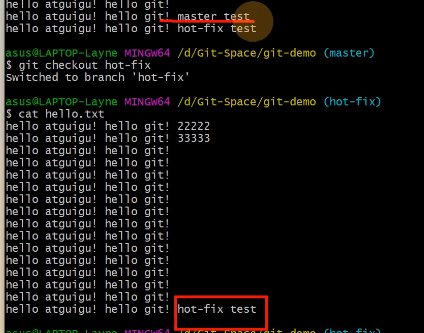 hello atguigu! hello git!
hello atguigu! hello git! master test
hello atguigu! hello git! hot-fix test
asus@LAPTOP-Layne MINGW64 /d/Git-Space/git-demo (master)
$ git checkout hot-fix
Switched to branch 'hot-fix'
asus@LAPTOP-Layne MINGW64 /d/Git-Space/git-demo (hot-fix)
$ cat hello.txt
hello atguigu! hello git! 22222
hello atguigu! hello git! 33333
hello atguigu! hello git!
hello atguigu! hello git!
hello atguigu! hello git!
hello atguigu! hello git!
hello atguigu! hello git!
hello atguigu! hello git!
hello atguigu! hello git!
hello atguigu! hello git!
hello atguigu! hello git!
hello atguigu! hello git!
hello atguigu! hello git!
hello atguigu! hello git!
hello atguigu! hello git!
hello atguigu! hello git! hot-fix test
asus@LAPTOP-Layne MINGW64 /d/Git-Space/git-demo (hot-fix)